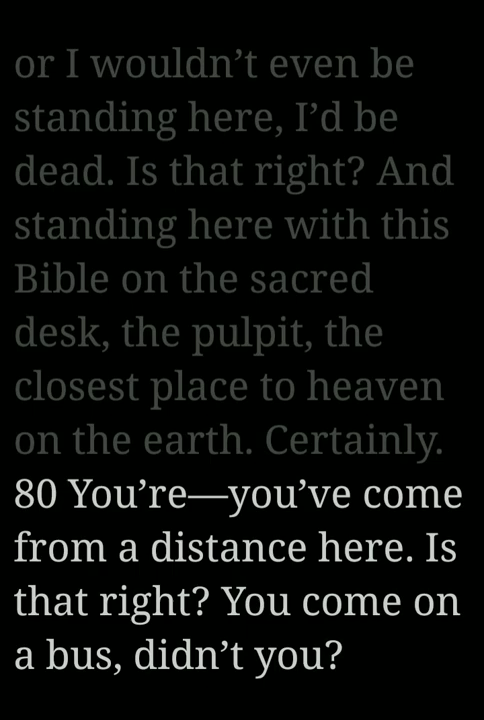 or I wouldn’t even be
standing here, I’d be
dead. Is that right? And
standing here with this
Bible on the sacred
desk, the pulpit, the
closest place to heaven
on the earth. Certainly.
80 You’re—you’ve come
from a distance here. Is
that right? You come on
a bus, didn’t you?